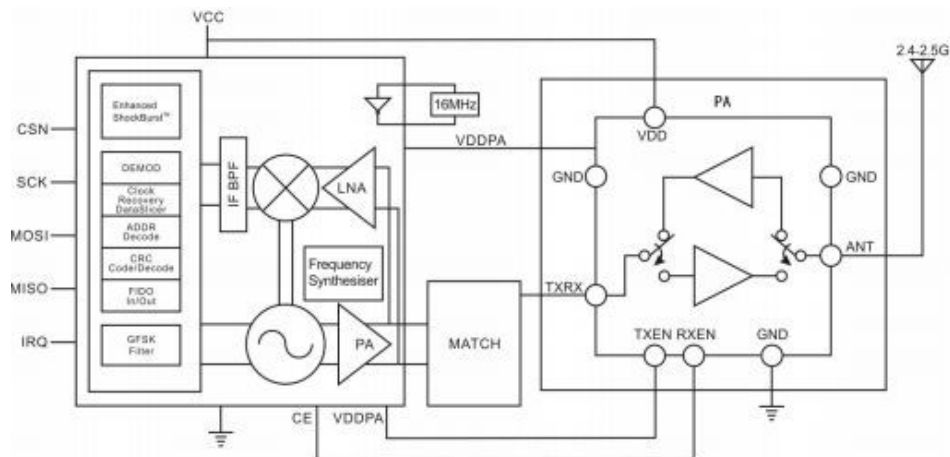 VCC
2.4-2.5G
Enhanced
ShockBurst™
16MHz
PA
CSN
VDD
VDDPA
DEMOD
IF BPF
LNA
GND
GND
SCK
Clock
Recovery
DataSlicer
MOSI
ADDR
Decode
ANT
CRC
Code/Decode
Frequency
Synthesiser
MISO
FIDO
In/Out
TXRX
TXEN
RXEN
GND
IRQ
GFSK
Filter
PA
MATCH
CE
VDDPA